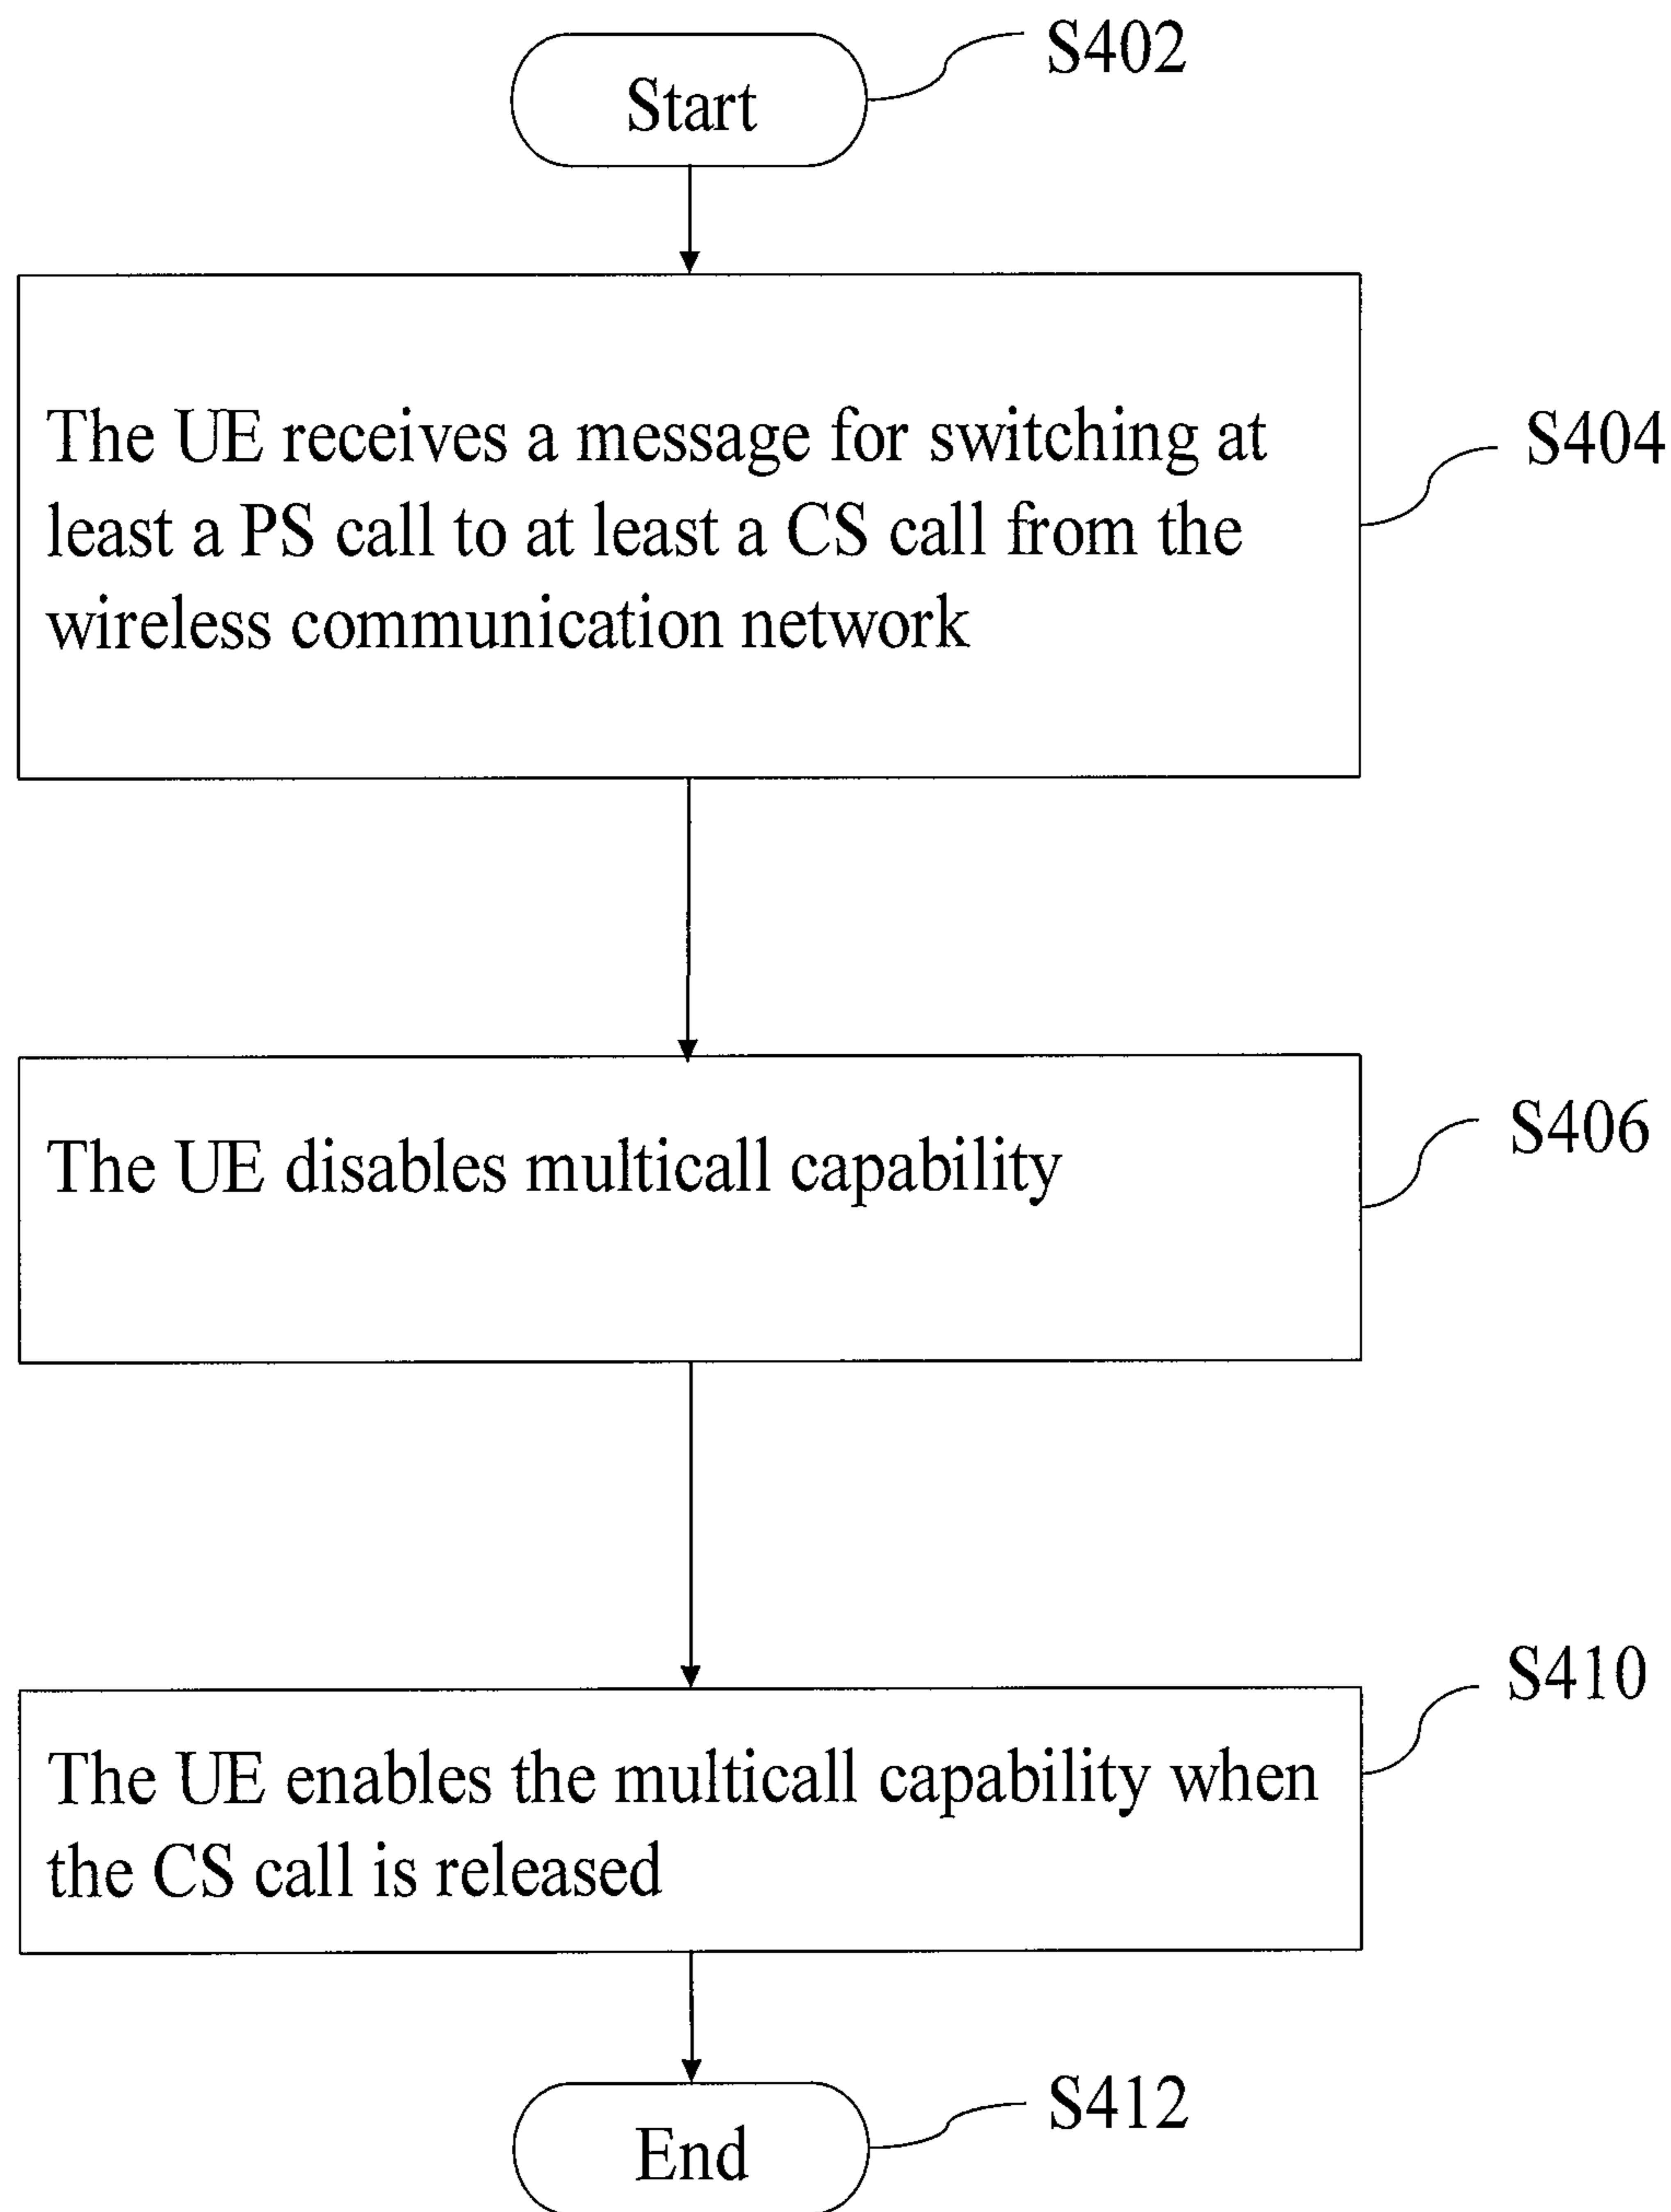 S402
Start
The UE receives a message for switching at
least a PS call to at least a CS call from the
wireless communication network
S404
The UE disables multicall capability
S406
S410
The UE enables the multicall capability when
the CS call is released
S412
End